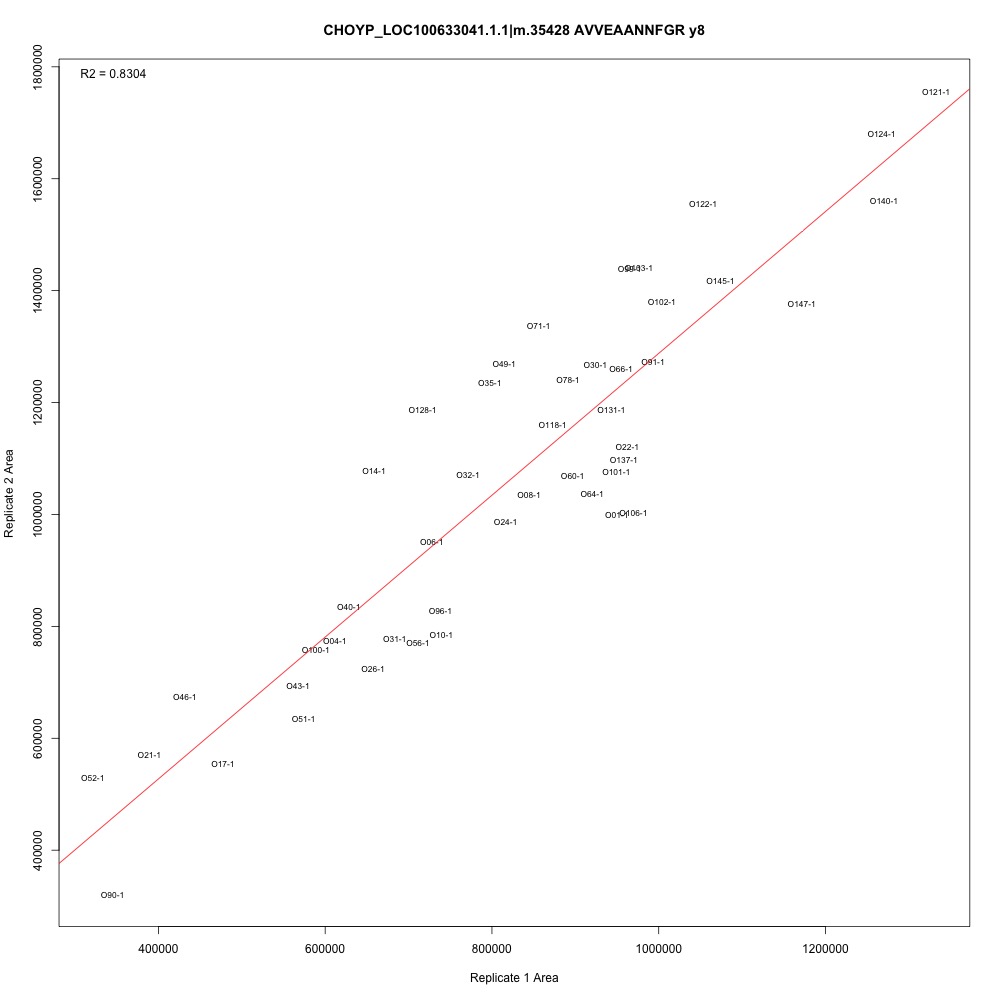 CHOYP_LOC100633041.1.1|m.35428 AVVEAANNFGR y8
R2 = 0.8304
O121-1
O124-1
O140-1
O122-1
O103-1
O145-1
O102-1
O147-1
O71-1
O49-1
O30-1
O91-1
O66-1
O35-1
O78-1
O128-1
O131-1
O118-1
O22-1
O137-1
O14-1
O101-1
O32-1
O60-1
O08-1
O64-1
O01-1
O106-1
O24-1
O06-1
O40-1
O96-1
O10-1
O31-1
O04-1
O56-1
O100-1
O26-1
O43-1
O46-1
O51-1
O21-1
O17-1
O52-1
O90-1
1800000
1600000
1400000
1200000
1000000
800000
600000
400000
Replicate 2 Area
400000
600000
800000
1000000
1200000
Replicate 1 Area